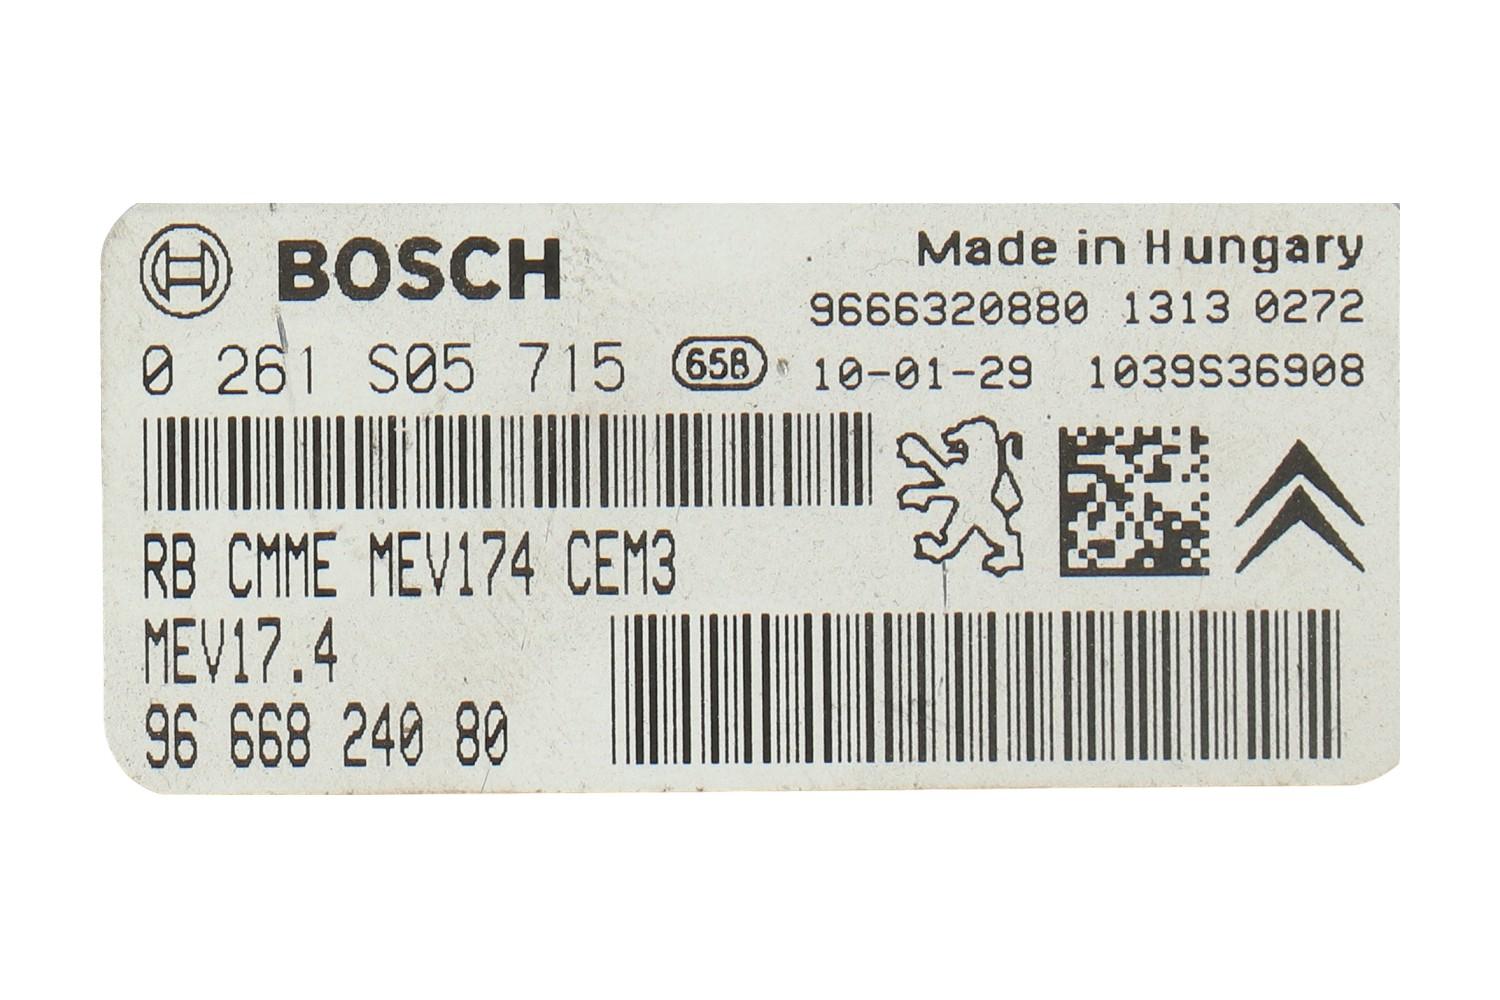 BOSCH
Made in Hungary
9666320880 1313 0272
0 261 S05 715 658 10-01-29 1039S36908
RB CMME MEV174 CEM3
MEV17.4
96 668 240 80